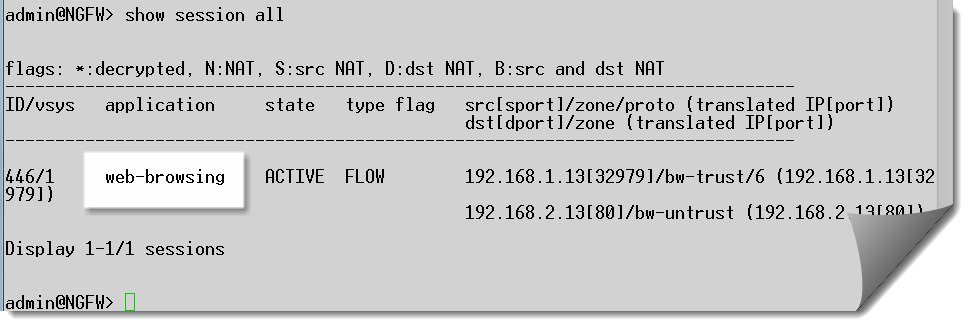 admin@NGFW> show session all
flags: *:decrypted, N:NAT, S:src NAT, D:dst NAT, B:src and dst NAT
--------------------------------------------------------------------------------
ID/vsys application state type flag src[sport]/zone/proto (translated IP[port])
dst[dport]/zone (translated IP[port])
--------------------------------------------------------------------------------
446/1 web-browsing ACTIVE FLOW 192.168.1.13[32979]/bw-trust/6 (192.168.1.13[32
979])
192.168.2.13[80]/bw-untrust (192.168.2.13[80])
Display 1-1/1 sessions
admin@NGFW>